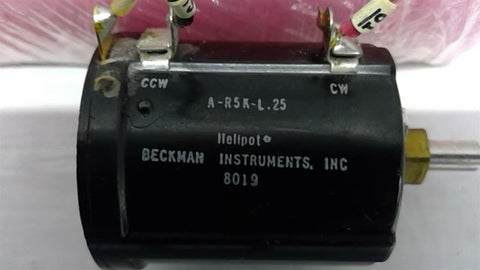 CCW
CW
A-R5K-L.25
Helipot®
BECKMAN INSTRUMENTS, INC
8019